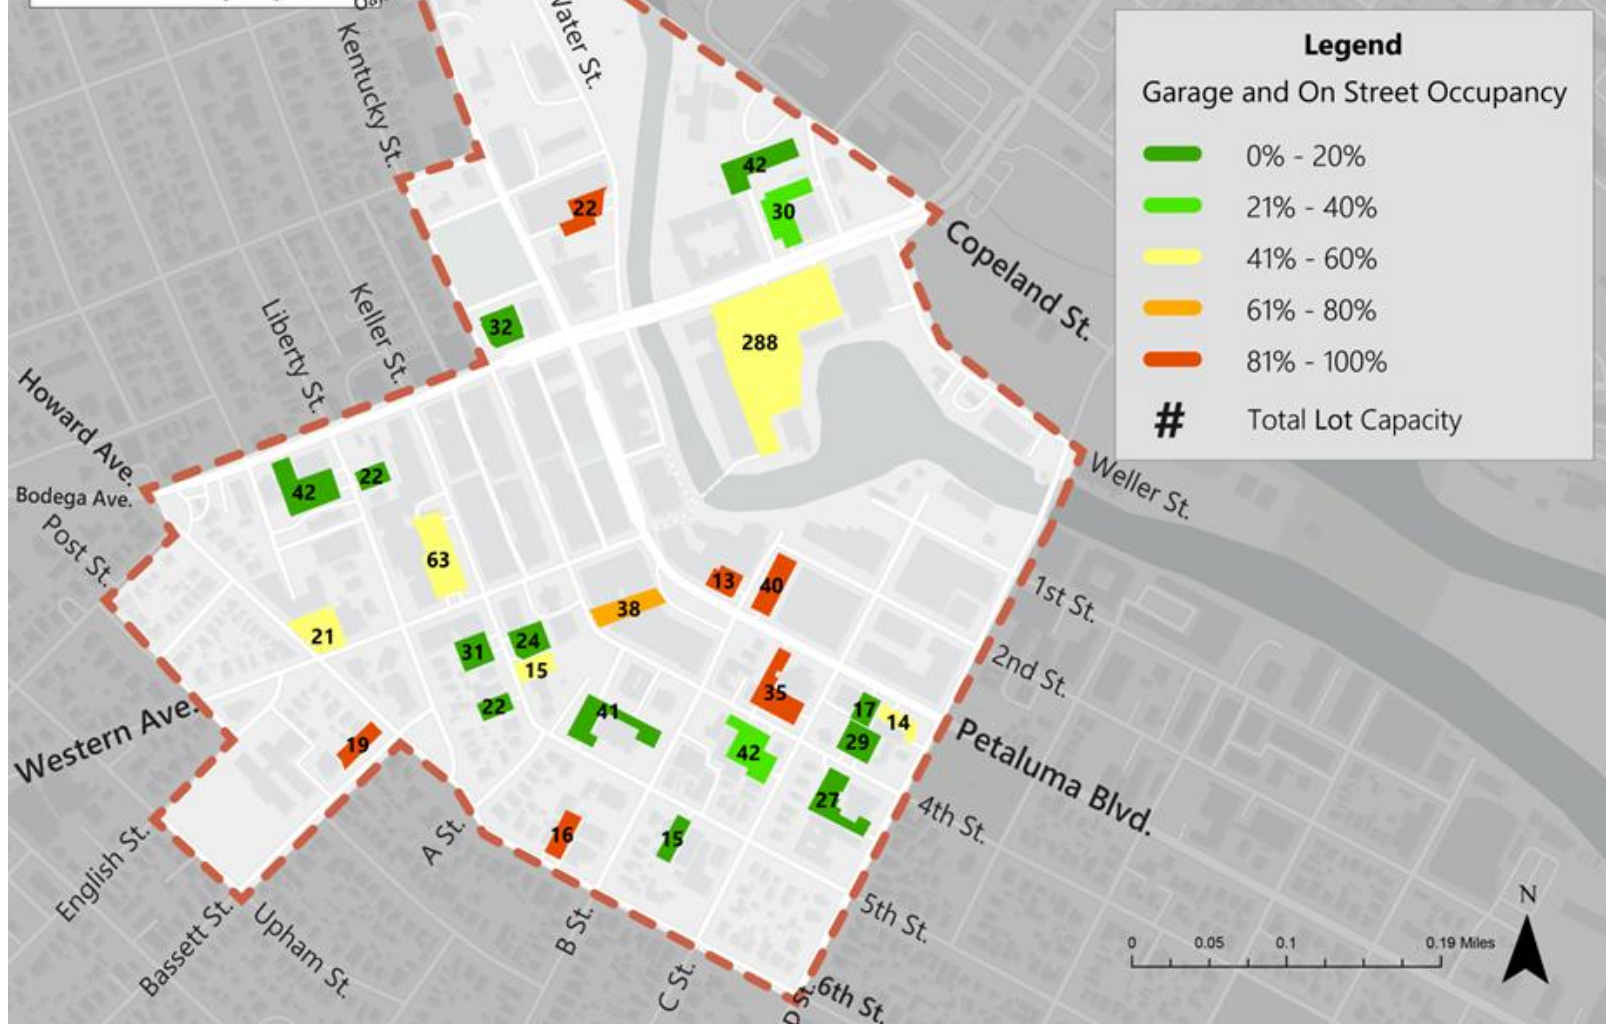 Kentucky St.
Water St.
Legend
Garage and On Street Occupancy
0% - 20%
21% - 40%
41% - 60%
61% - 80%
81% - 100%
# Total Lot Capacity
42
22
30
Copeland St.
32
Keller St.
Liberty St.
288
Howard Ave.
Bodega Ave.
Post St.
42
22
Weller St.
63
13
40
1st St.
38
21
31
24
15
2nd St.
35
22
41
17
14
29
Western Ave.
19
42
Petaluma Blvd.
27
4th St.
16
15
A St.
English St.
5th St.
Bassett St.
Upham St.
B St.
C St.
D St.
6th St.
N
0 0.05 0.1 0.19 Miles